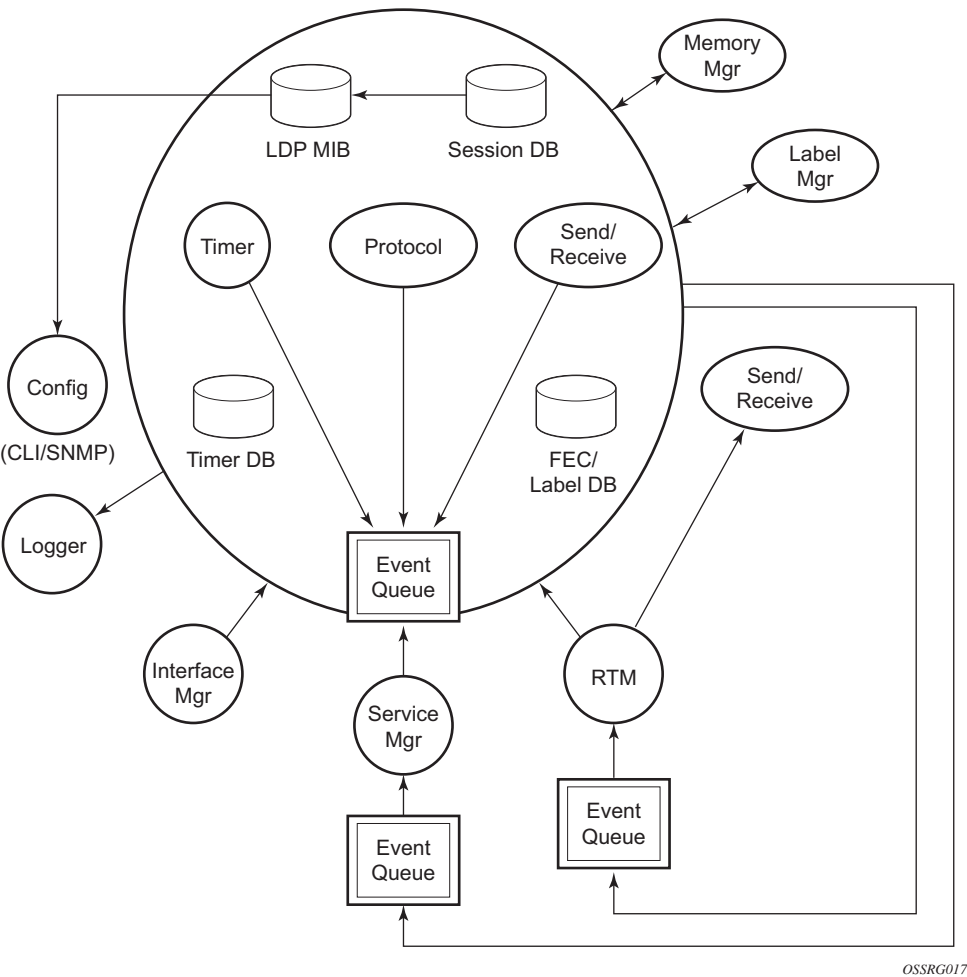 Memory
Mgr
LDP MIB
Session DB
Label
Mgr
Timer
Protocol
Send/
Receive
Config
(CLI/SNMP)
Timer DB
FEC/
Label DB
Send/
Receive
Logger
Event
Queue
Interface
Mgr
Service
Mgr
RTM
Event
Queue
Event
Queue
OSSRG017